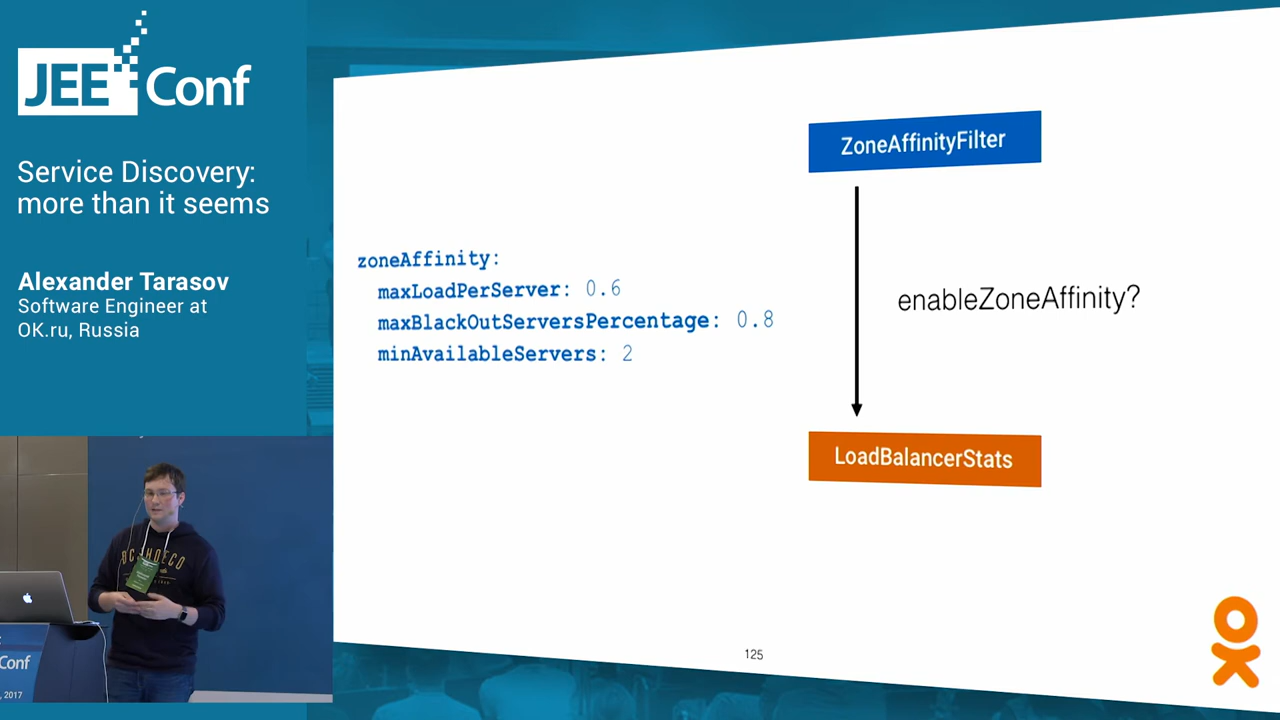 JEE Conf
Service Discovery:
more than it seems
Alexander Tarasov
Software Engineer at
OK.ru, Russia
ZoneAffinityFilter
zoneAffinity:
maxLoadPerServer: 0.6
maxBlackOutServersPercentage: 0.8
minAvailableServers: 2
enableZoneAffinity?
LoadBalancerStats
125
Conf
, 2017